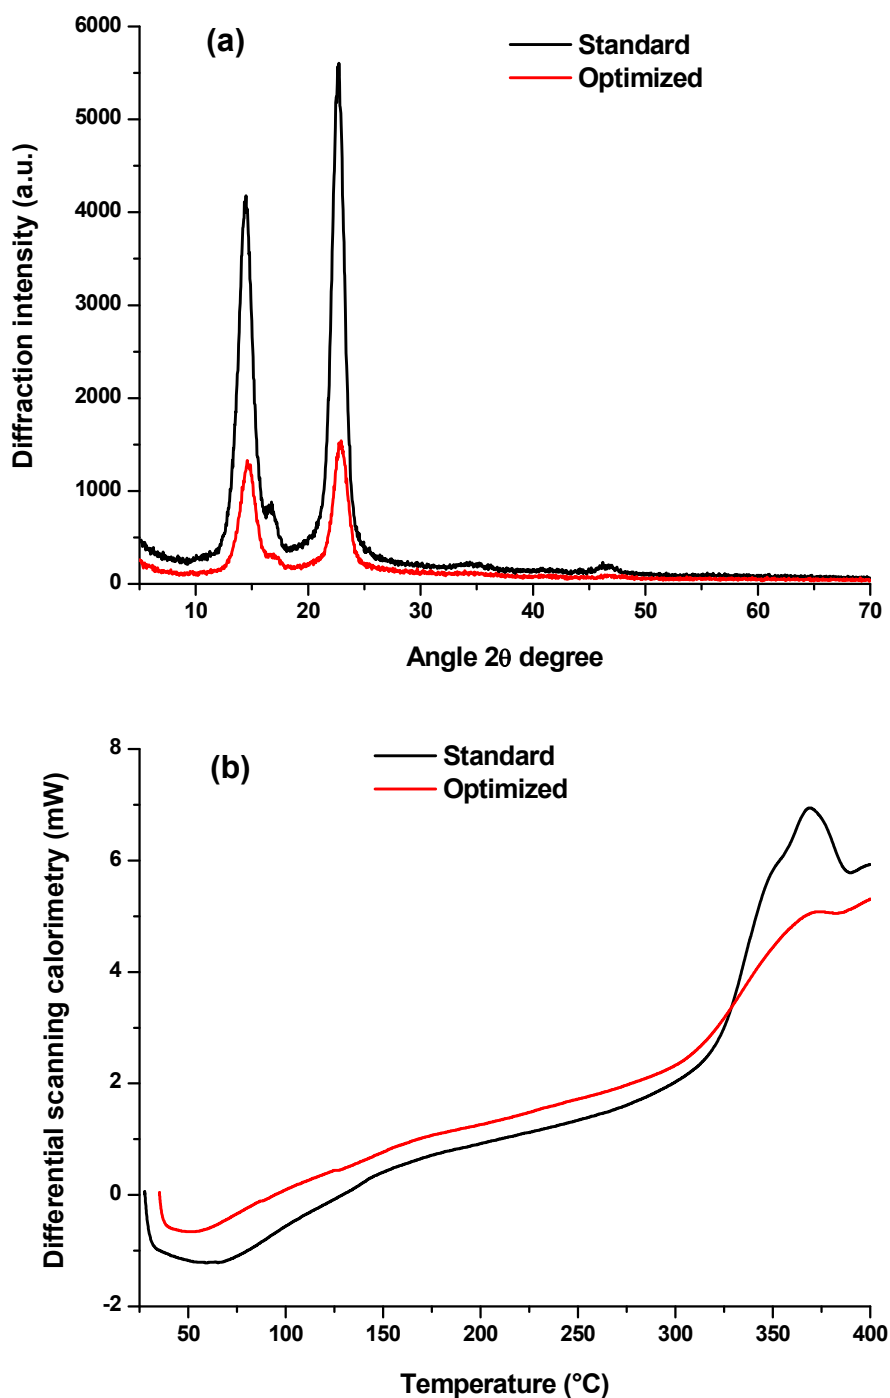 (a)
Standard
Optimized
6000
5000
4000
3000
2000
1000
0
Diffraction intensity (a.u.)
10 20 30 40 50 60 70
Angle 2θ degree
(b)
Standard
Optimized
8
6
4
2
0
-2
Differential scanning calorimetry (mW)
50 100 150 200 250 300 350 400
Temperature (°C)